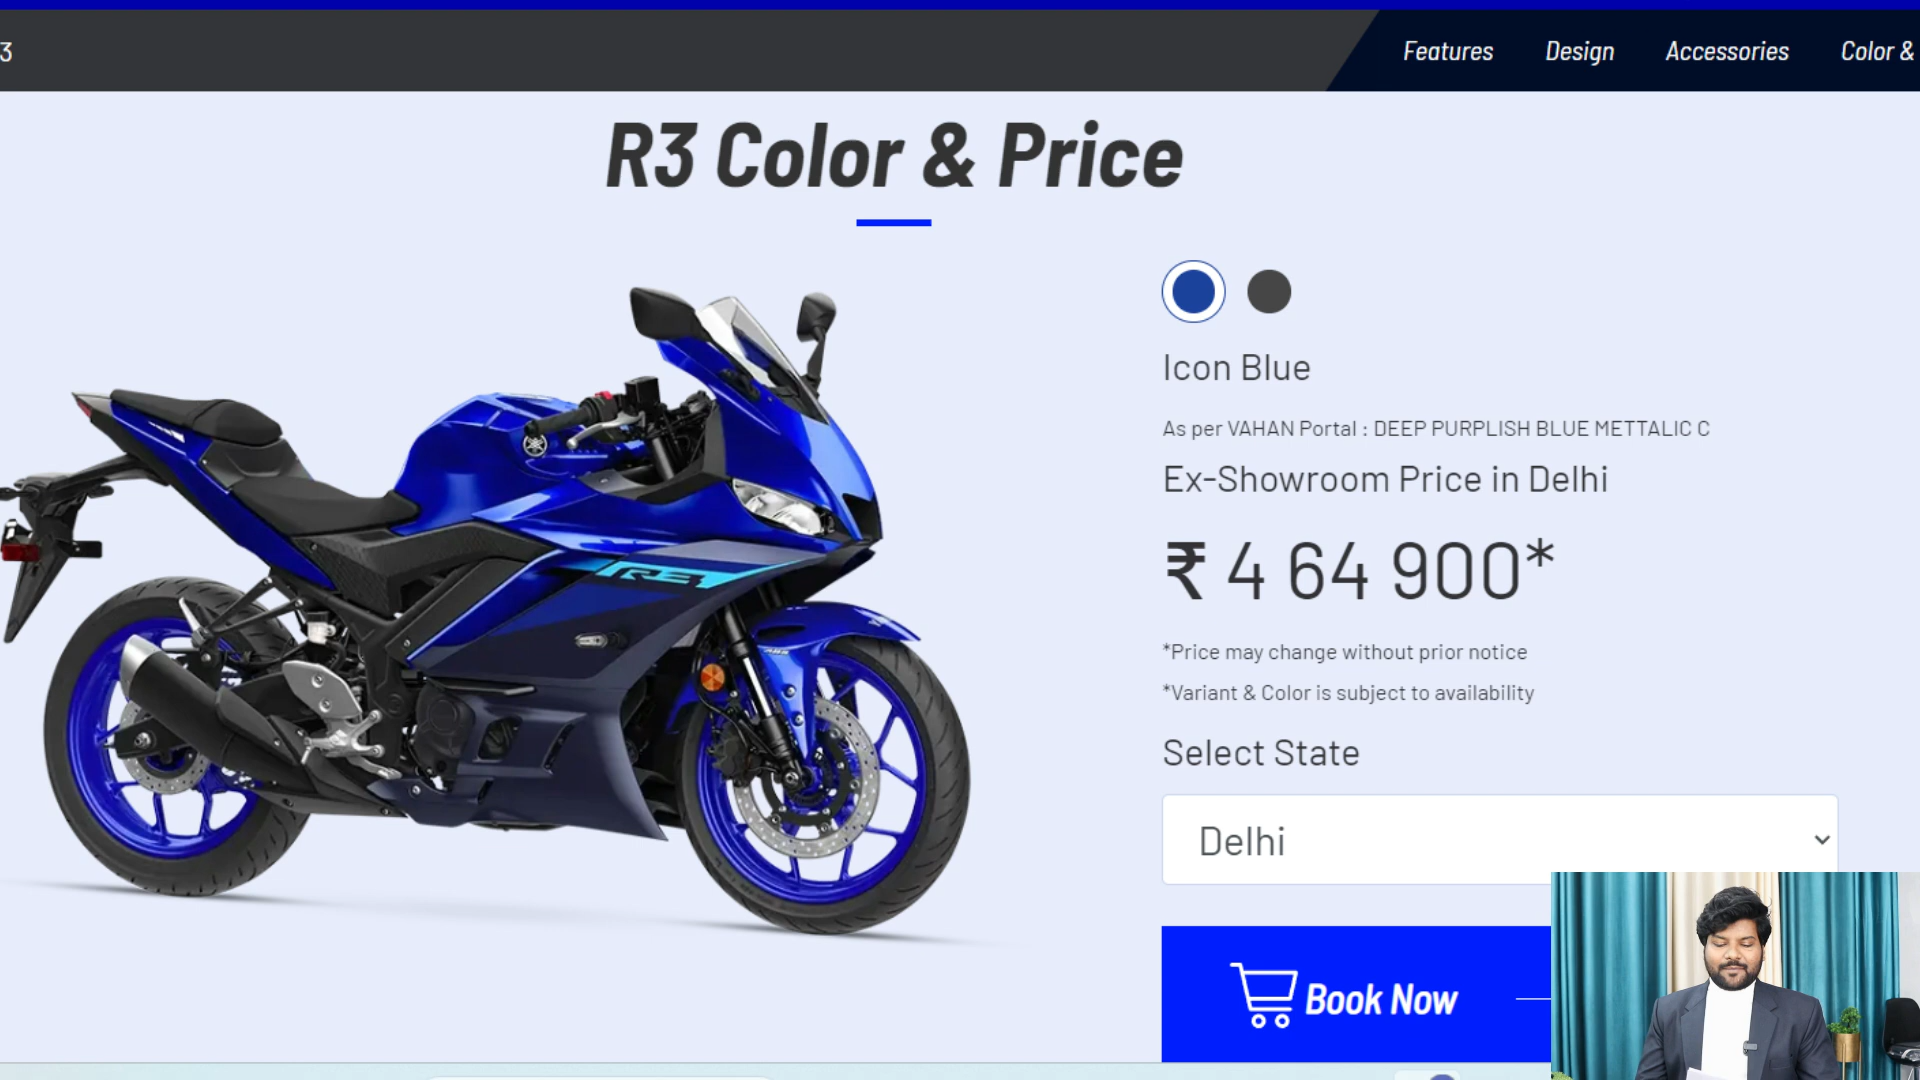 3
Features Design Accessories Color &
R3 Color & Price
Icon Blue
As per VAHAN Portal : DEEP PURPLISH BLUE METTALIC C
Ex-Showroom Price in Delhi
₹ 4 64 900*
R3
*Price may change without prior notice
*Variant & Color is subject to availability
Select State
Delhi
Book Now